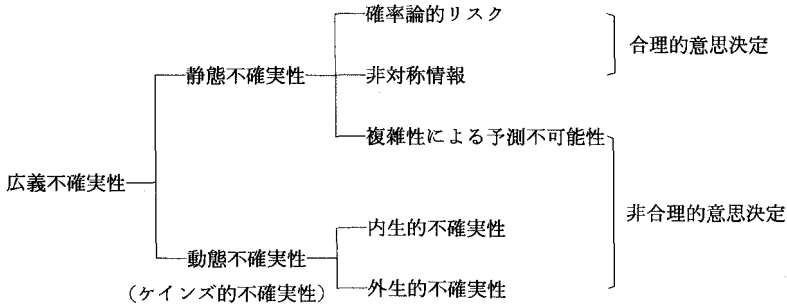 確率論的リスク
合理的意思決定
静態不確実性
非対称情報
複雑性による予測不可能性
広義不確実性
非合理的意思決定
内生的不確実性
動態不確実性
(ケインズ的不確実性)
外生的不確実性